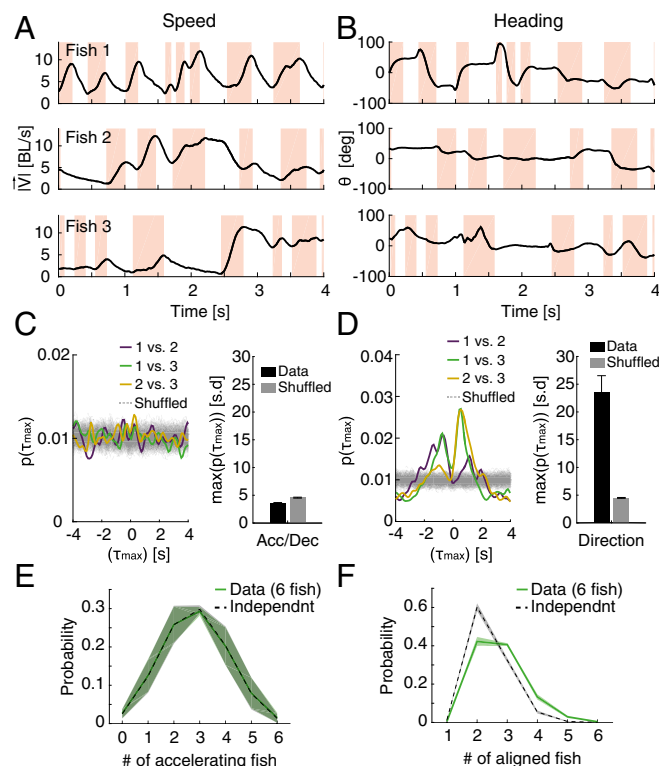 A Speed
B Heading
Fish 1
10
5
0
100
0
-100
Fish 2
|V⃗| [BL/s]
10
5
0
θ [deg]
100
0
-100
Fish 3
10
5
0
100
0
-100
0 1 2 3 4
Time [s]
0 1 2 3 4
Time [s]
C
1 vs. 2
1 vs. 3
2 vs. 3
Shuffled
p(τmax)
0.02
0.01
0
-4 -2 0 2 4
(τmax) [s]
Data
Shuffled
max(p(τmax)) [s.d]
30
25
20
15
10
5
0
Acc/Dec
D
1 vs. 2
1 vs. 3
2 vs. 3
Shuffled
p(τmax)
0.04
0.03
0.02
0.01
0
-4 -2 0 2 4
(τmax) [s]
Data
Shuffled
max(p(τmax)) [s.d]
30
25
20
15
10
5
0
Direction
E
Data (6 fish)
Independnt
Probability
0.3
0.2
0.1
0
0 1 2 3 4 5 6
# of accelerating fish
F
Data (6 fish)
Independnt
Probability
0.6
0.4
0.2
0
1 2 3 4 5 6
# of aligned fish